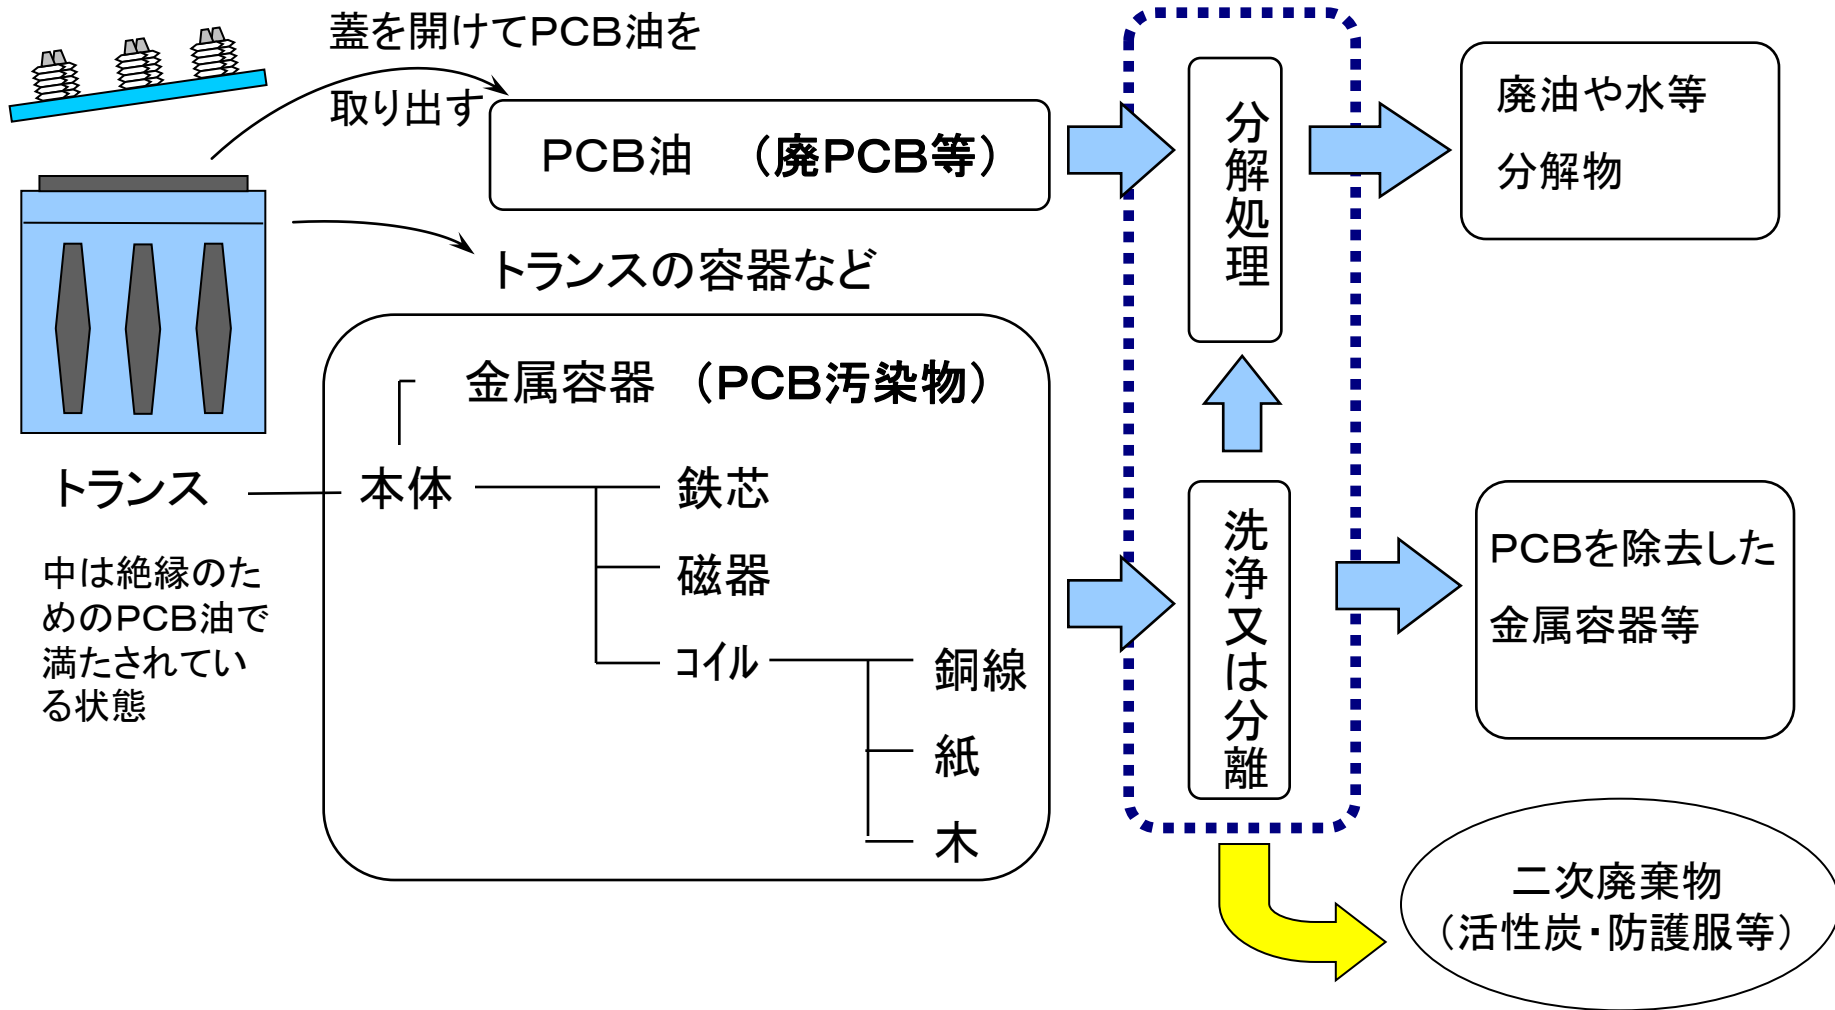 蓋を開けてPCB油を
取り出す
PCB油 (廃PCB等)
トランスの容器など
金属容器 (PCB汚染物)
トランス
本体
鉄芯
磁器
コイル
銅線
紙
木
中は絶縁のた
めのPCB油で
満たされてい
る状態
分解処理
洗浄又は分離
廃油や水等
分解物
PCBを除去した
金属容器等
二次廃棄物
(活性炭・防護服等)